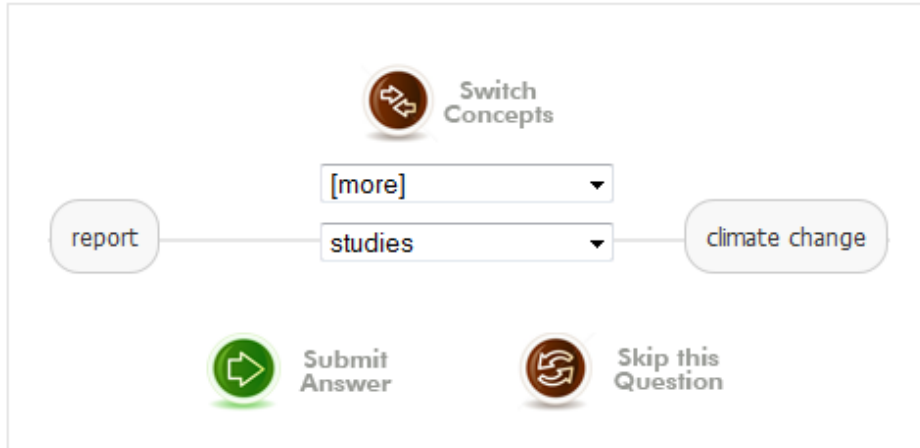 Switch
Concepts
[more]
report
studies
climate change
Submit
Answer
Skip this
Question